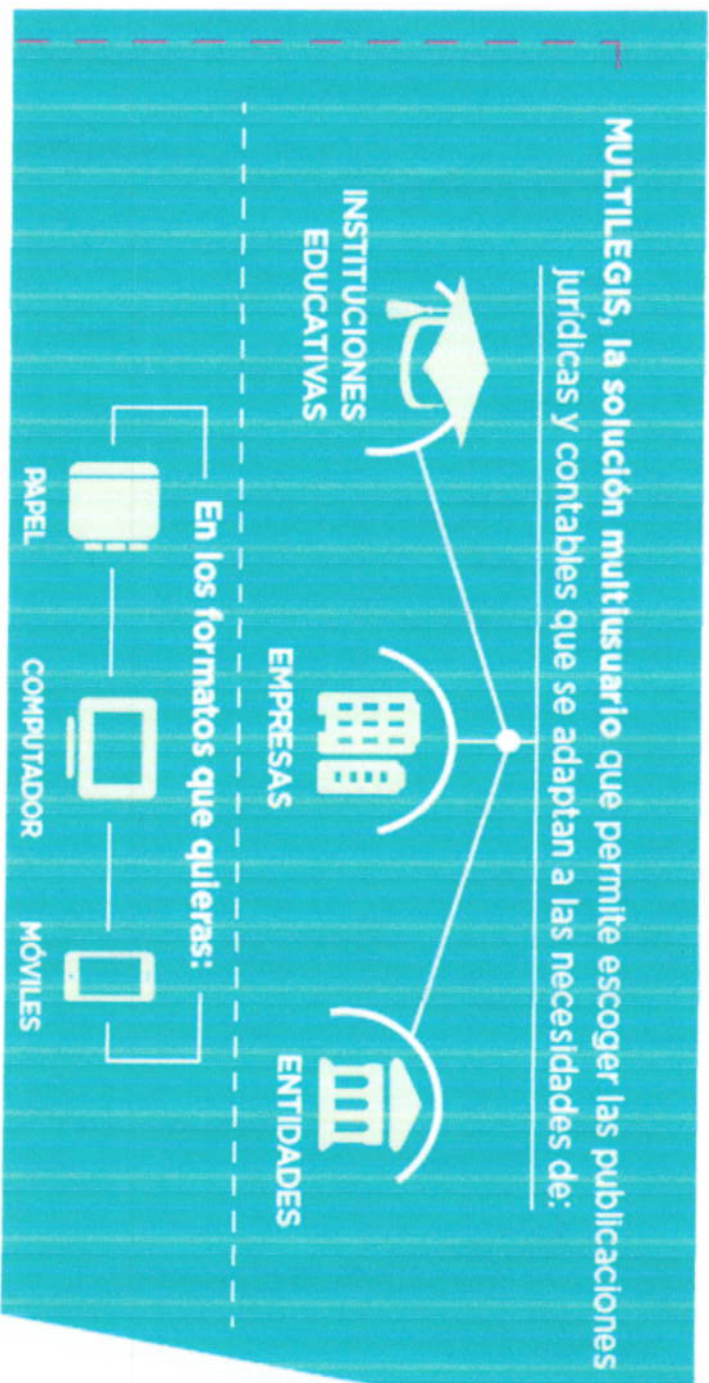 MULTILEGIS, la solución multiusuario que permite escoger las publicaciones
jurídicas y contables que se adaptan a las necesidades de:
INSTITUCIONES
EDUCATIVAS
EMPRESAS
ENTIDADES
En los formatos que quieras:
PAPEL
COMPUTADOR
MÓVILES